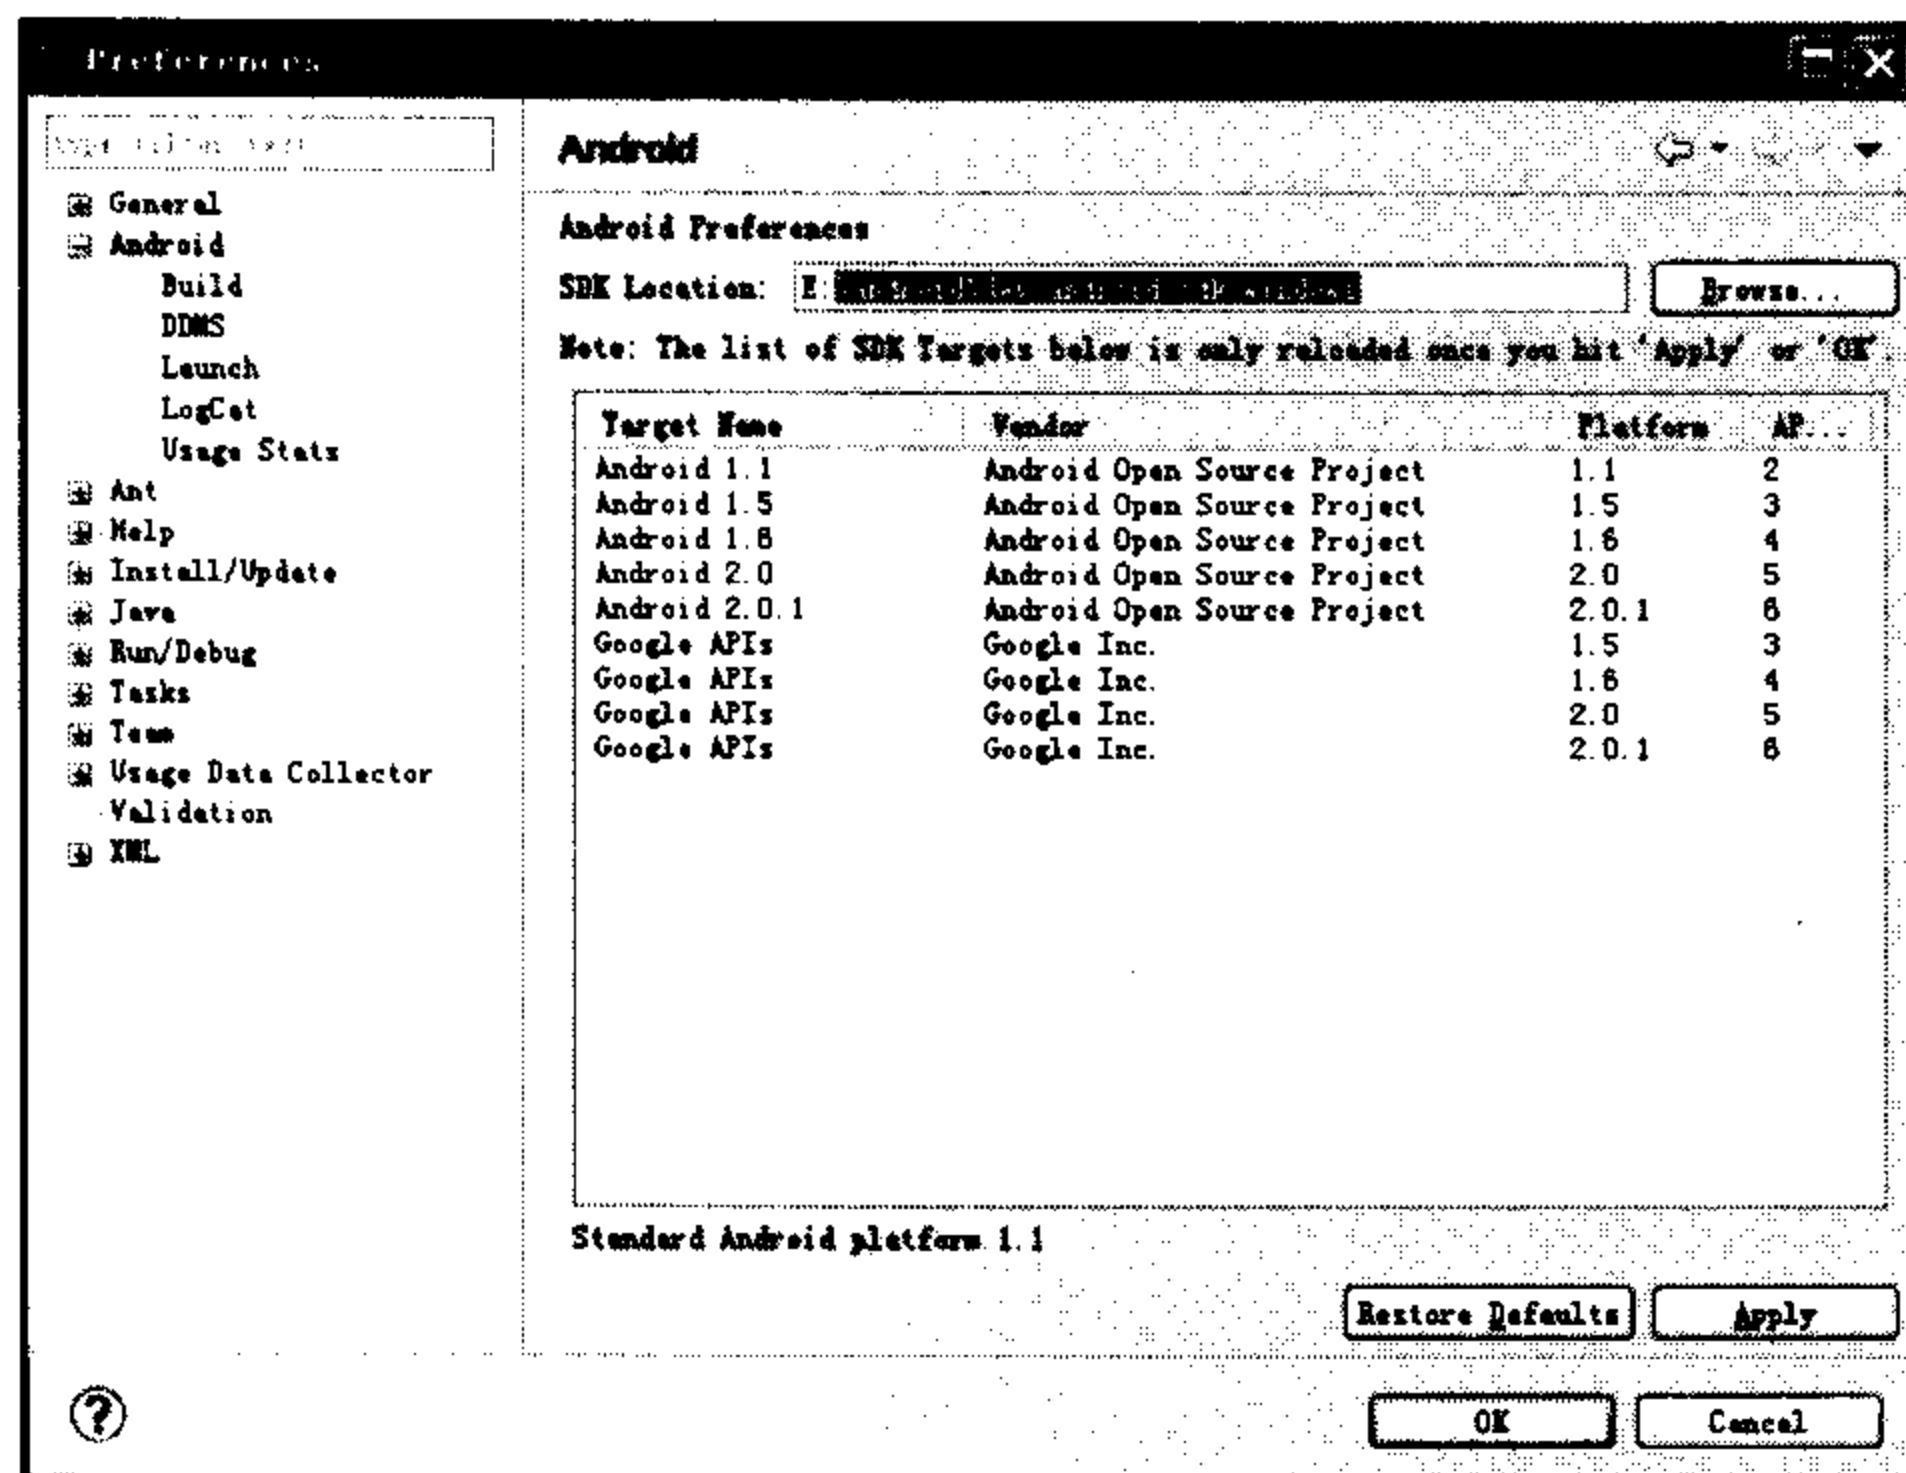 Preferences
type filter text
General
Android
Build
DDMS
Launch
LogCat
Usage Stats
Ant
Help
Install/Update
Java
Run/Debug
Tasks
Team
Usage Data Collector
Validation
XML
Android
Android Preferences
SDK Location: E:
Browse...
Note: The list of SDK Targets below is only reloaded once you hit 'Apply' or 'OK'.
Target Name Vendor Platform AP...
Android 1.1 Android Open Source Project 1.1 2
Android 1.5 Android Open Source Project 1.5 3
Android 1.6 Android Open Source Project 1.6 4
Android 2.0 Android Open Source Project 2.0 5
Android 2.0.1 Android Open Source Project 2.0.1 6
Google APIs Google Inc. 1.5 3
Google APIs Google Inc. 1.6 4
Google APIs Google Inc. 2.0 5
Google APIs Google Inc. 2.0.1 6
Standard Android platform 1.1
Restore Defaults Apply
OK Cancel